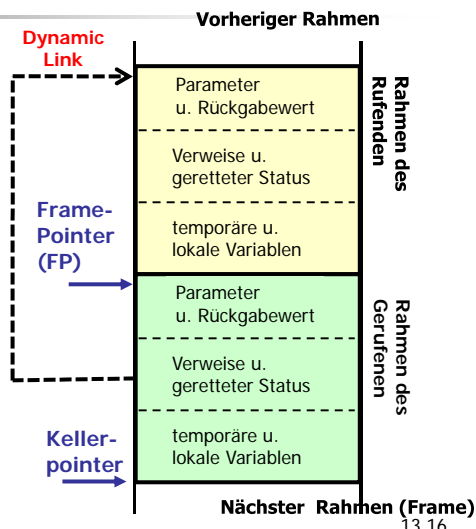 Vorheriger Rahmen
Dynamic
Link
Parameter
u. Rückgabewert
Verweise u.
geretteter Status
temporäre u.
lokale Variablen
Rahmen des
Rufenden
Frame-
Pointer
(FP)
Parameter
u. Rückgabewert
Verweise u.
geretteter Status
temporäre u.
lokale Variablen
Rahmen des
Gerufenen
Keller-
pointer
Nächster Rahmen (Frame)
13.16